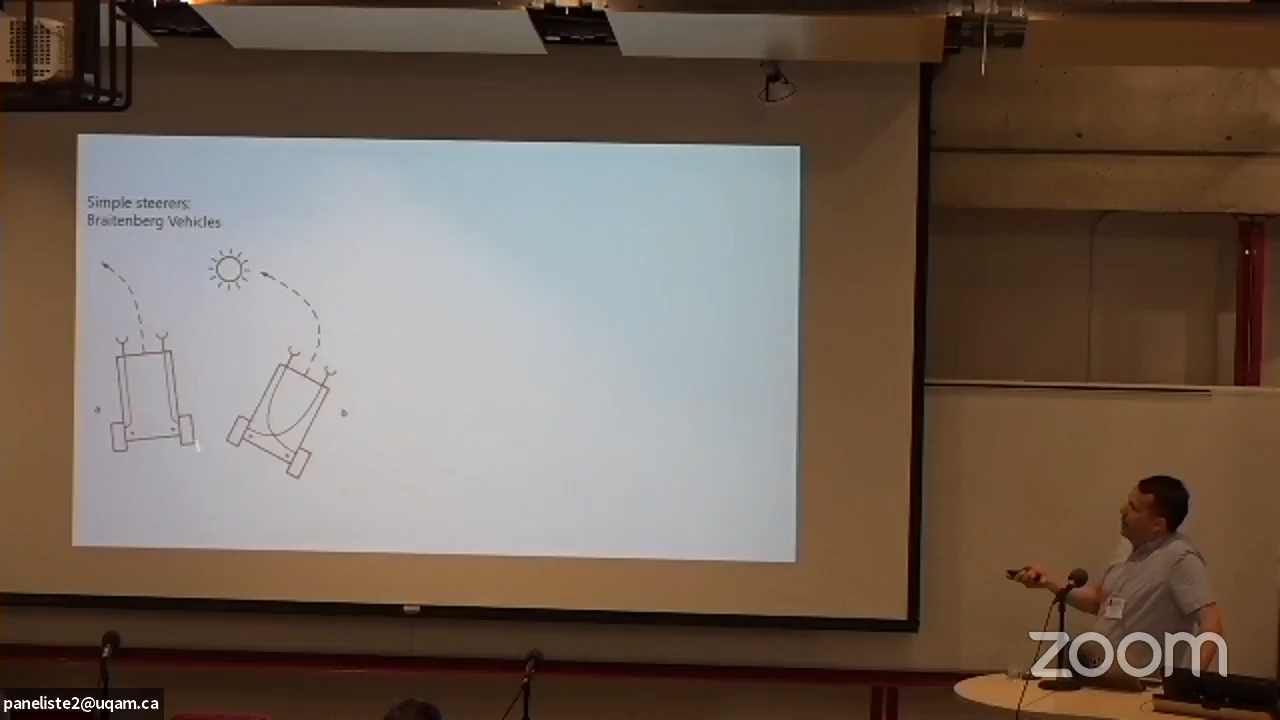 Simple steerers:
Braitenberg Vehicles
a
b
zoom
paneliste2@uqam.ca